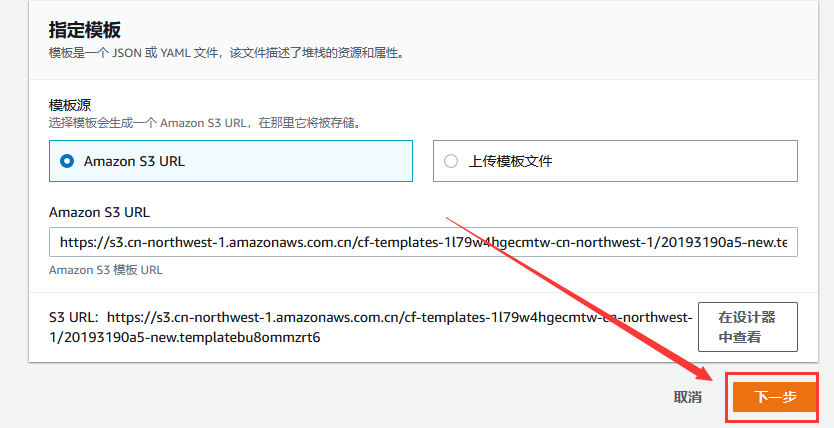 指定模板
模板是一个 JSON 或 YAML 文件，该文件描述了堆栈的资源和属性。
模板源
选择模板会生成一个 Amazon S3 URL，在那里它将被存储。
Amazon S3 URL
上传模板文件
Amazon S3 URL
https://s3.cn-northwest-1.amazonaws.com.cn/cf-templates-1l79w4hgecmtw-cn-northwest-1/20193190a5-new.te
Amazon S3 模板 URL
S3 URL：https://s3.cn-northwest-1.amazonaws.com.cn/cf-templates-1l79w4hgecmtw-cn-northwest-
1/20193190a5-new.templatebu8ommzrt6
在设计器
中查看
取消
下一步